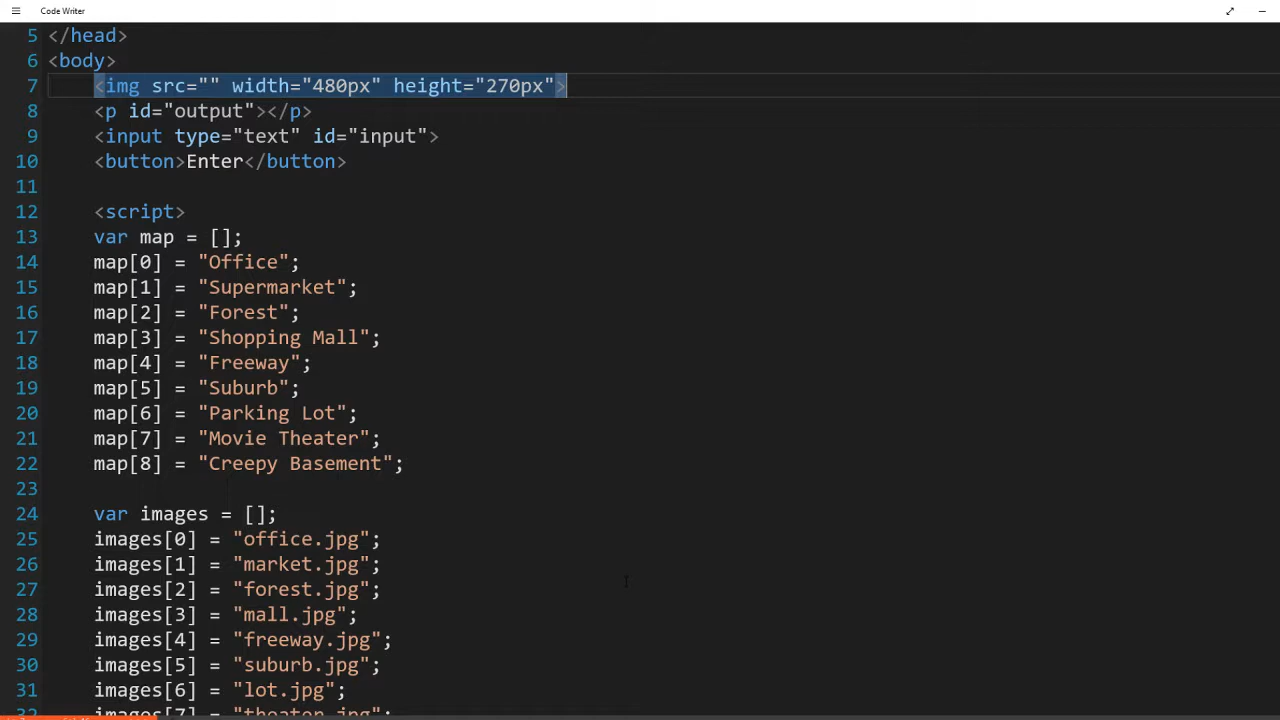 Code Writer
5 </head>
6 <body>
7 <img src="" width="480px" height="270px">
8 <p id="output"></p>
9 <input type="text" id="input">
10 <button>Enter</button>
11
12 <script>
13 var map = [];
14 map[0] = "Office";
15 map[1] = "Supermarket";
16 map[2] = "Forest";
17 map[3] = "Shopping Mall";
18 map[4] = "Freeway";
19 map[5] = "Suburb";
20 map[6] = "Parking Lot";
21 map[7] = "Movie Theater";
22 map[8] = "Creepy Basement";
23
24 var images = [];
25 images[0] = "office.jpg";
26 images[1] = "market.jpg";
27 images[2] = "forest.jpg";
28 images[3] = "mall.jpg";
29 images[4] = "freeway.jpg";
30 images[5] = "suburb.jpg";
31 images[6] = "lot.jpg";
32 images[7] = "theater.jpg";